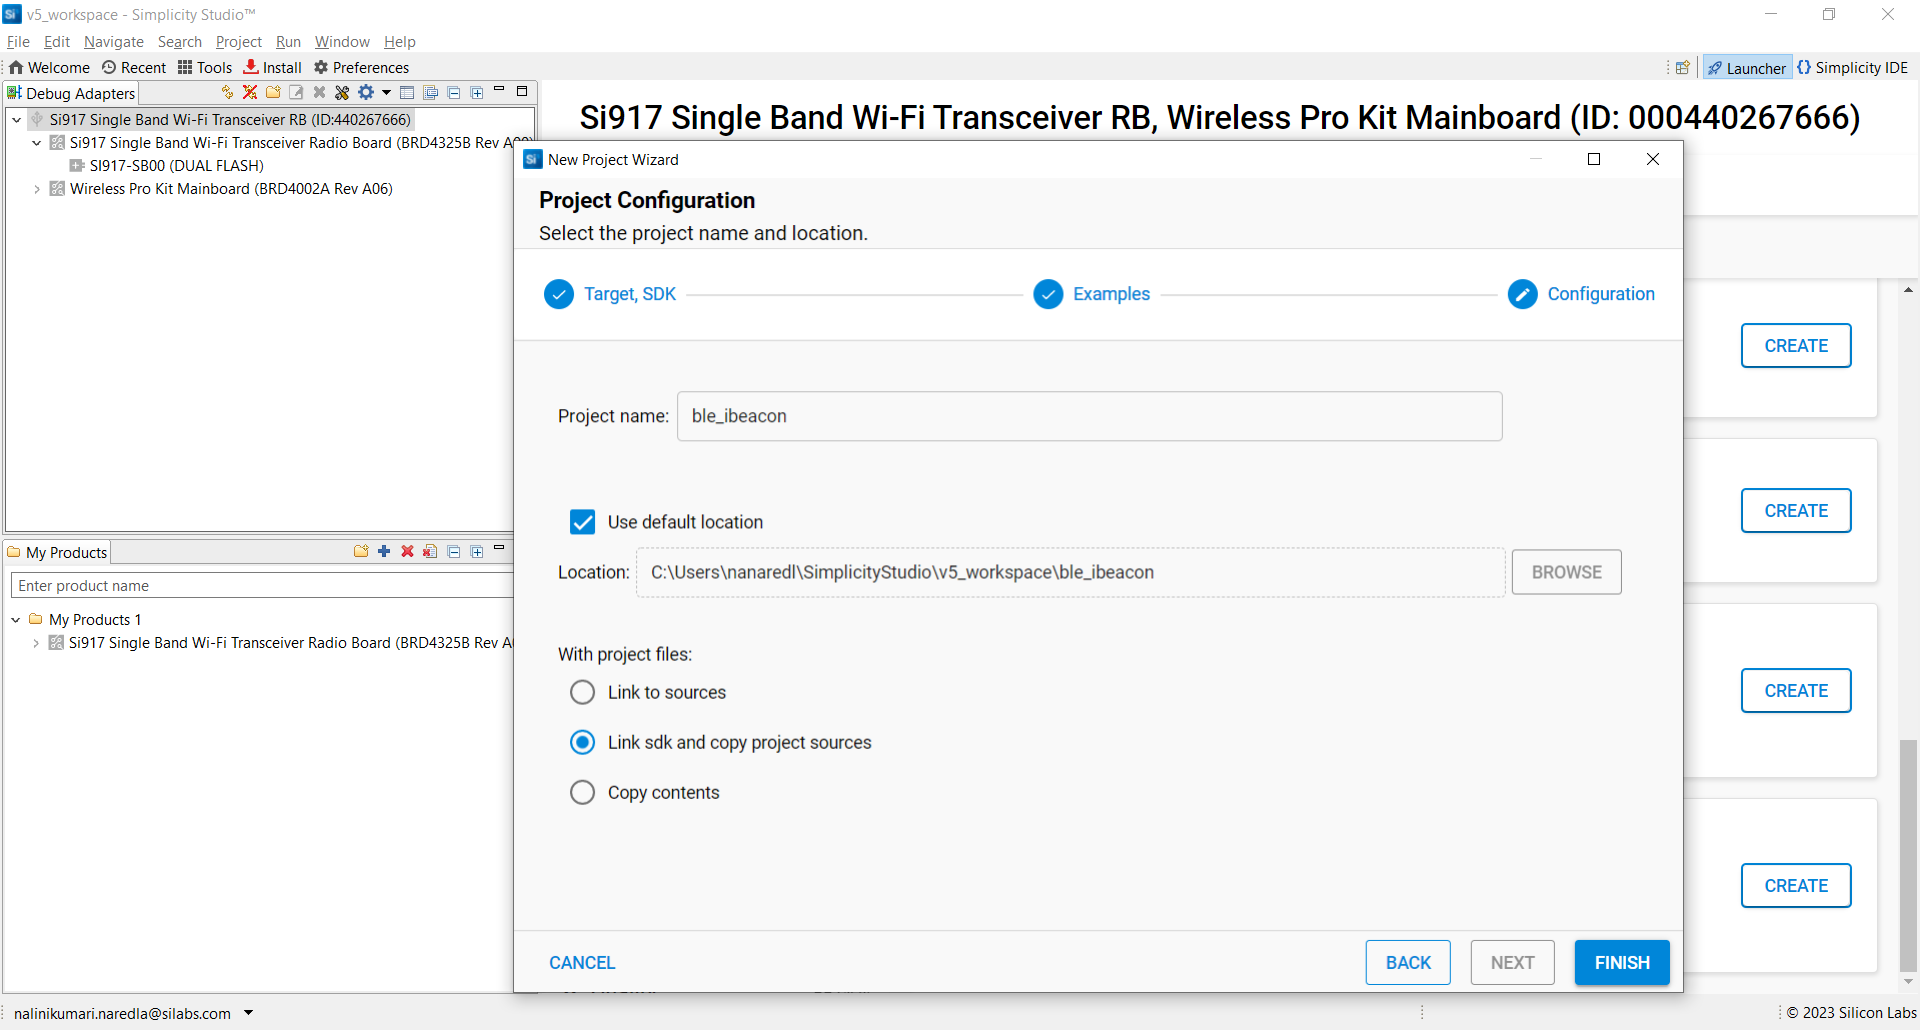 v5_workspace - Simplicity Studio™
File Edit Navigate Search Project Run Window Help
Welcome Recent Tools Install Preferences
Launcher Simplicity IDE
Debug Adapters
Si917 Single Band Wi-Fi Transceiver RB (ID:440267666)
Si917 Single Band Wi-Fi Transceiver Radio Board (BRD4325B Rev
SI917-SB00 (DUAL FLASH)
Wireless Pro Kit Mainboard (BRD4002A Rev A06)
My Products
Enter product name
My Products 1
Si917 Single Band Wi-Fi Transceiver Radio Board (BRD4325B Rev
Si917 Single Band Wi-Fi Transceiver RB, Wireless Pro Kit Mainboard (ID: 000440267666)
Si New Project Wizard
Project Configuration
Select the project name and location.
Target, SDK Examples Configuration
Project name: ble_ibeacon
Use default location
Location: C:\Users\nanaredl\SimplicityStudio\v5_workspace\ble_ibeacon BROWSE
With project files:
Link to sources
Link sdk and copy project sources
Copy contents
CANCEL BACK NEXT FINISH
CREATE
CREATE
CREATE
CREATE
nalinikumari.naredla@silabs.com
© 2023 Silicon Labs